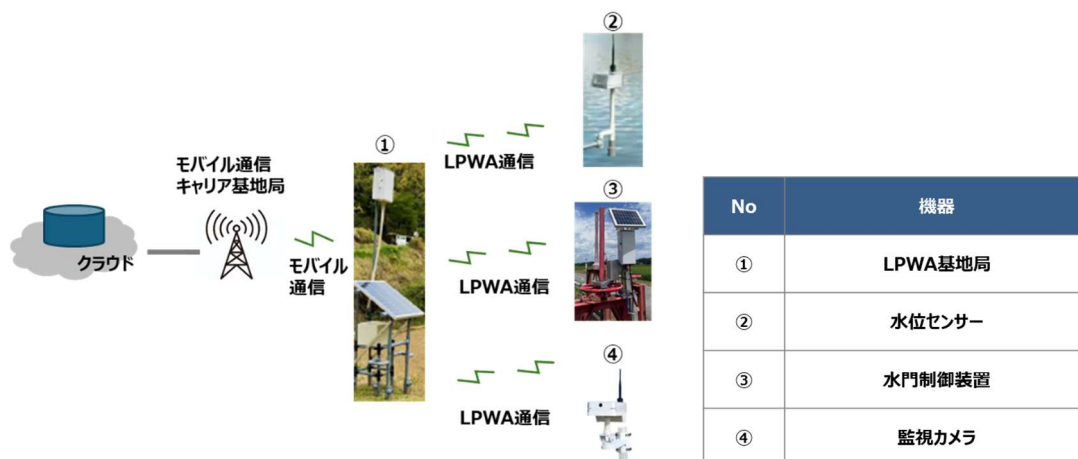 ②
①
LPWA通信
モバイル通信
キャリア基地局
③
クラウド
モバイル
通信
LPWA通信
④
LPWA通信
No 機器
① LPWA基地局
② 水位センサー
③ 水門制御装置
④ 監視カメラ